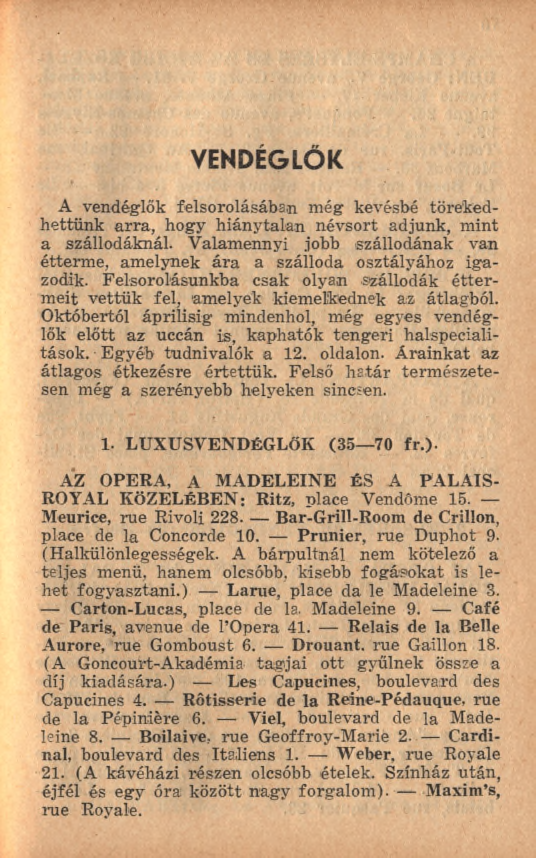 VENDÉGLŐK
A vendéglők felsorolásában még kevésbé töreked-
hettünk arra, hogy hiánytalan névsort adjunk, mint
a szállodáknál. Valamennyi jobb szállodának van
étterme, amelynek ára a szálloda osztályához iga-
zodik. Felsorolásunkba csak olyan szállodák étter-
meit vettük fel, amelyek kiemelkednek az átlagból.
Októbertól áprilisig mindenhol, még egyes vendég-
lők előtt az uccán is, kaphatók tengeri halspeciali-
tások. Egyéb tudnivalók a 12. oldalon. Árainkat az
átlagos étkezésre értettük. Felső határ természete-
sen még a szerényebb helyeken sincsen.
1. LUXUSVENDÉGLŐK (35—70 fr.).
AZ OPERA, A MADELEINE ÉS A PALAIS-
ROYAL KÖZELÉBEN: Ritz, place Vendôme 15. —
Meurice, rue Rivoli 228. — Bar-Grill-Room de Crillon,
place de la Concorde 10. — Prunier, rue Duphot 9.
(Halkülönlegességek. A bárpultnál nem kötelező a
teljes menü, hanem olcsóbb, kisebb fogásokat is le-
het fogyasztani.) — Larue, place da le Madeleine 3.
— Carton-Lucas, place de la Madeleine 9. — Café
de Paris, avenue de l'Opera 41. — Relais de la Belle
Aurore, rue Gomboust 6. — Drouant. rue Gaillon 18.
(A Goncourt-Akadémia tagjai ott gyűlnek össze a
díj kiadására.) — Les Capucines, boulevard des
Capucines 4. — Rôtisserie de la Reine-Pédauque, rue
de la Pépinière 6. — Viel, boulevard de la Made-
leine 8. — Boilaive, rue Geoffroy-Marie 2. — Cardi-
nal, boulevard des Italiens 1. — Weber, rue Royale
21. (A kávéházi részen olcsóbb ételek. Színház után,
éjfél és egy óra között nagy forgalom). — Maxim's,
rue Royale.